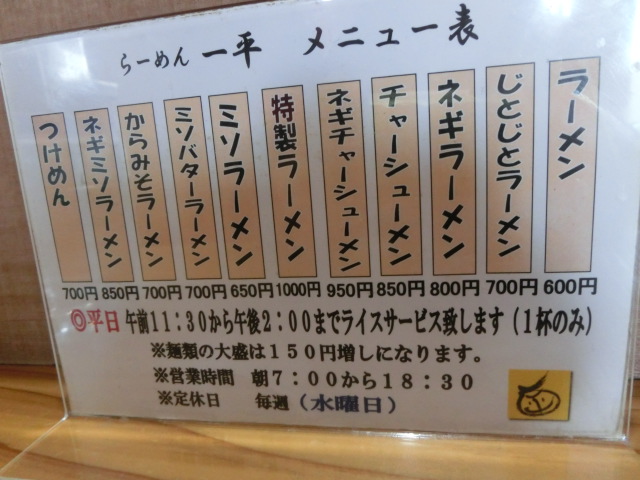 らーめん 一平 メニュー表
ラーメン 600円
じとじとラーメン 700円
ネギラーメン 800円
チャーシューメン 850円
ネギチャーシューメン 950円
特製ラーメン 1000円
ミソラーメン 650円
ミソバターラーメン 700円
からみそラーメン 700円
ネギミソラーメン 850円
つけめん 700円
◎平日 午前11:30から午後2:00までライスサービス致します(1杯のみ)
※麺類の大盛は150円増しになります。
※営業時間 朝7:00から18:30
※定休日 毎週(水曜日)